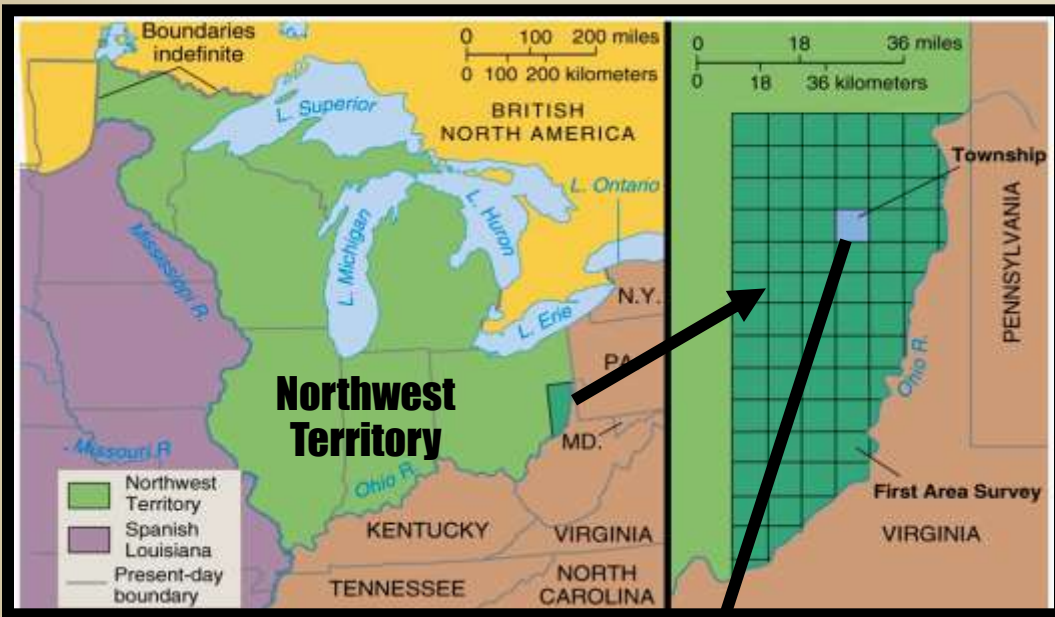 Boundaries
indefinite
0 100 200 miles
0 100 200 kilometers
L. Superior
BRITISH
NORTH AMERICA
L. Ontario
L. Huron
L. Michigan
Mississippi R.
N.Y.
L. Erie
PA.
Northwest
Territory
MD.
Missouri R
Ohio R.
KENTUCKY
VIRGINIA
TENNESSEE
NORTH
CAROLINA
Northwest
Territory
Spanish
Louisiana
Present-day
boundary
0 18 36 miles
0 18 36 kilometers
Township
PENNSYLVANIA
Ohio R.
First Area Survey
VIRGINIA